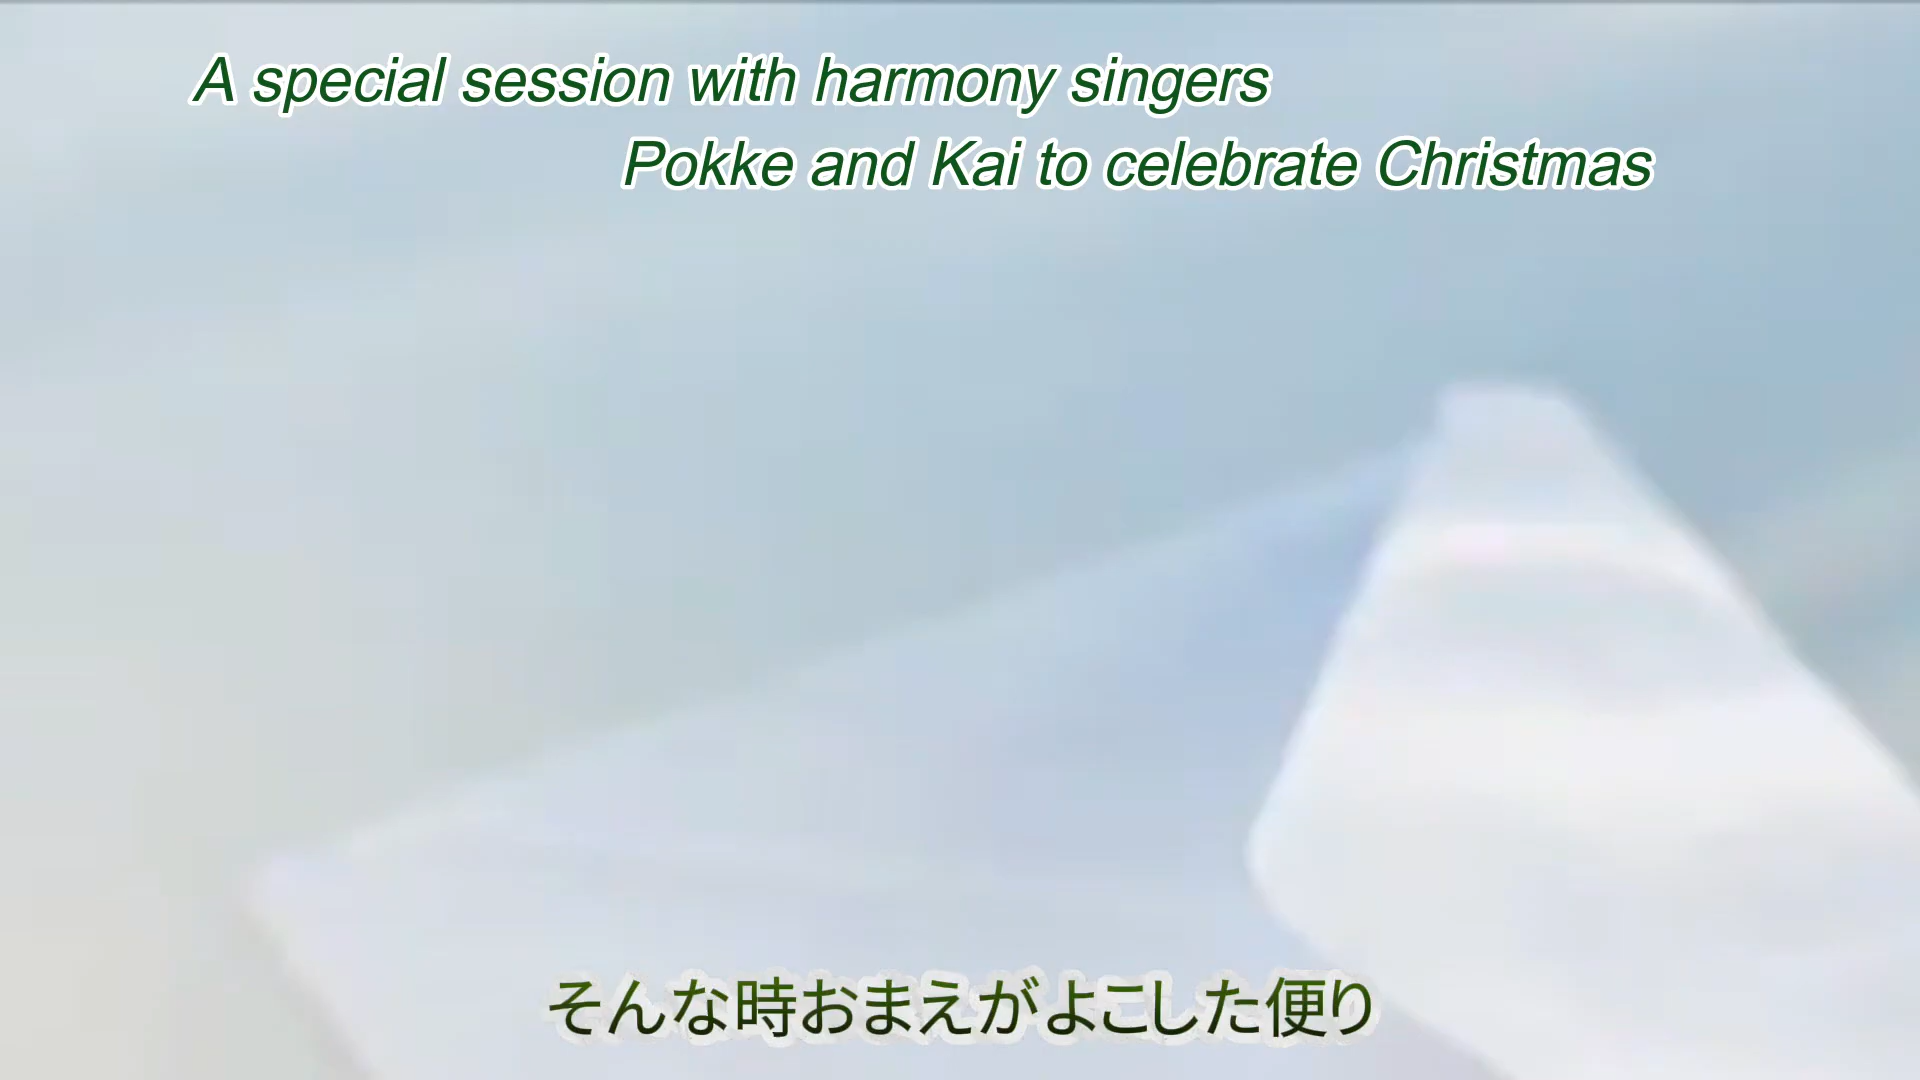 A special session with harmony singers
Pokke and Kai to celebrate Christmas
そんな時おまえがよこした便り